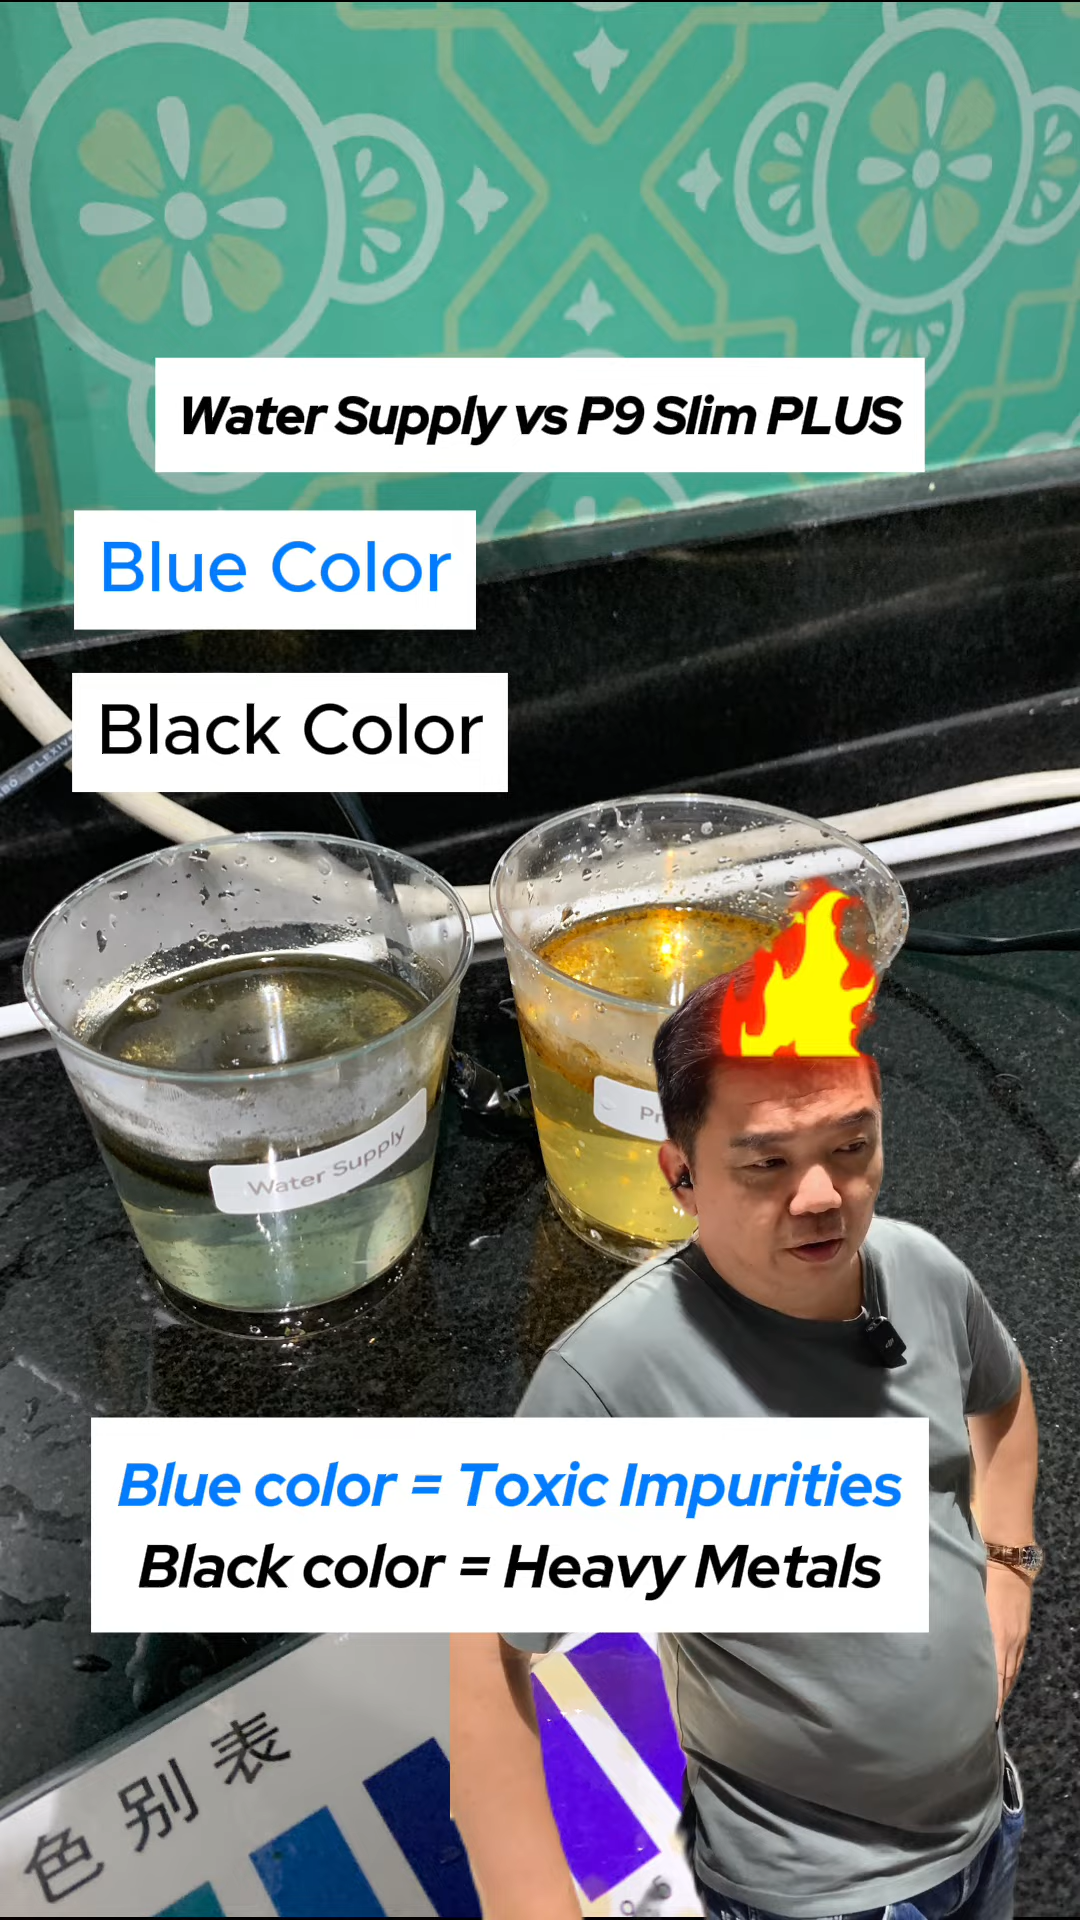 Water Supply vs P9 Slim PLUS
Blue Color
Black Color
Water Supply
Blue color = Toxic Impurities
Black color = Heavy Metals
色别表